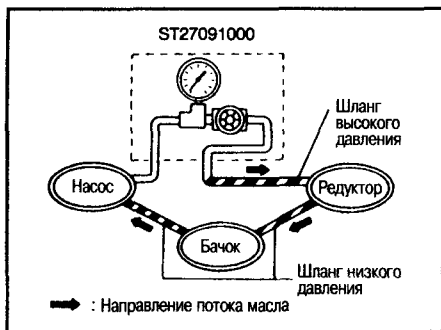 ST27091000
Шланг
высокого
давления
Насос
Редуктор
Бачок
Шланг низкого
давления
: Направление потока масла